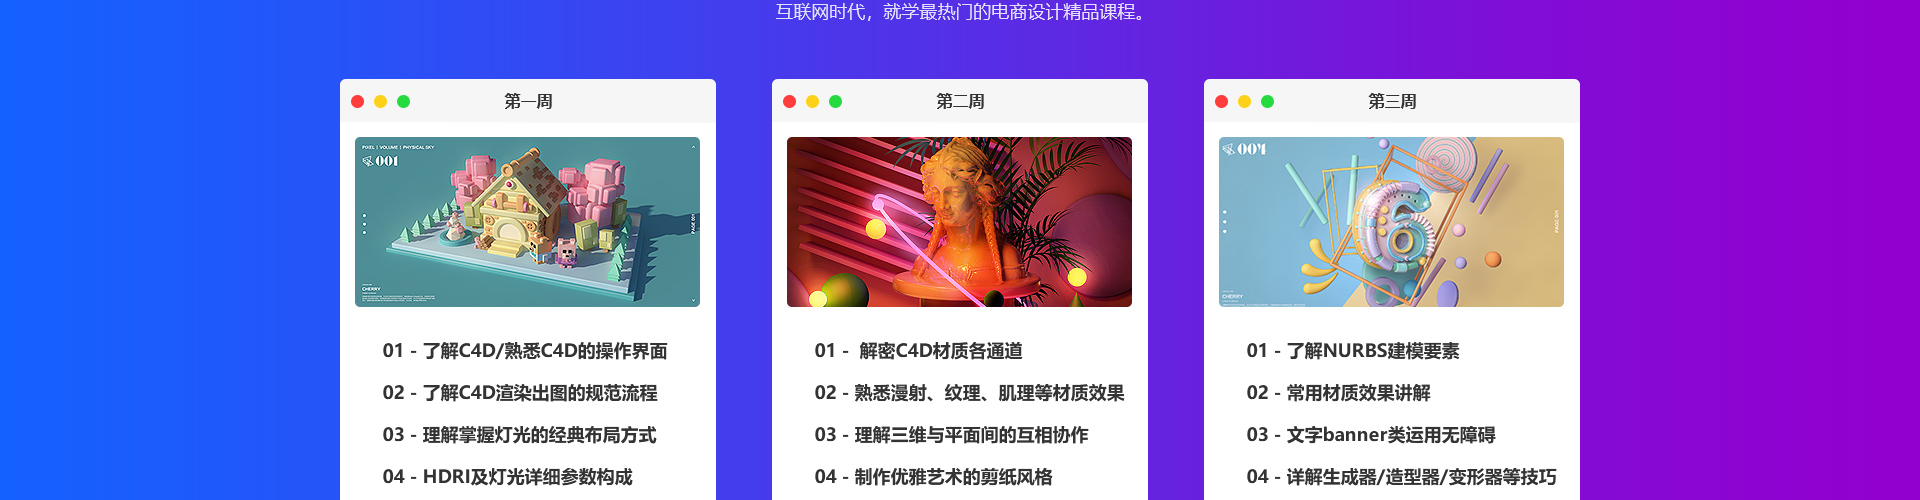 互联网时代，就学最热门的电商设计精品课程。
第一周
PIXEL | VOLUME | PHYSICAL SKY
001
PAGE 001
CHERRY
01 - 了解C4D/熟悉C4D的操作界面
02 - 了解C4D渲染出图的规范流程
03 - 理解掌握灯光的经典布局方式
04 - HDRI及灯光详细参数构成
第二周
01 - 解密C4D材质各通道
02 - 熟悉漫射、纹理、肌理等材质效果
03 - 理解三维与平面间的互相协作
04 - 制作优雅艺术的剪纸风格
第三周
CHERRY
01 - 了解NURBS建模要素
02 - 常用材质效果讲解
03 - 文字banner类运用无障碍
04 - 详解生成器/造型器/变形器等技巧